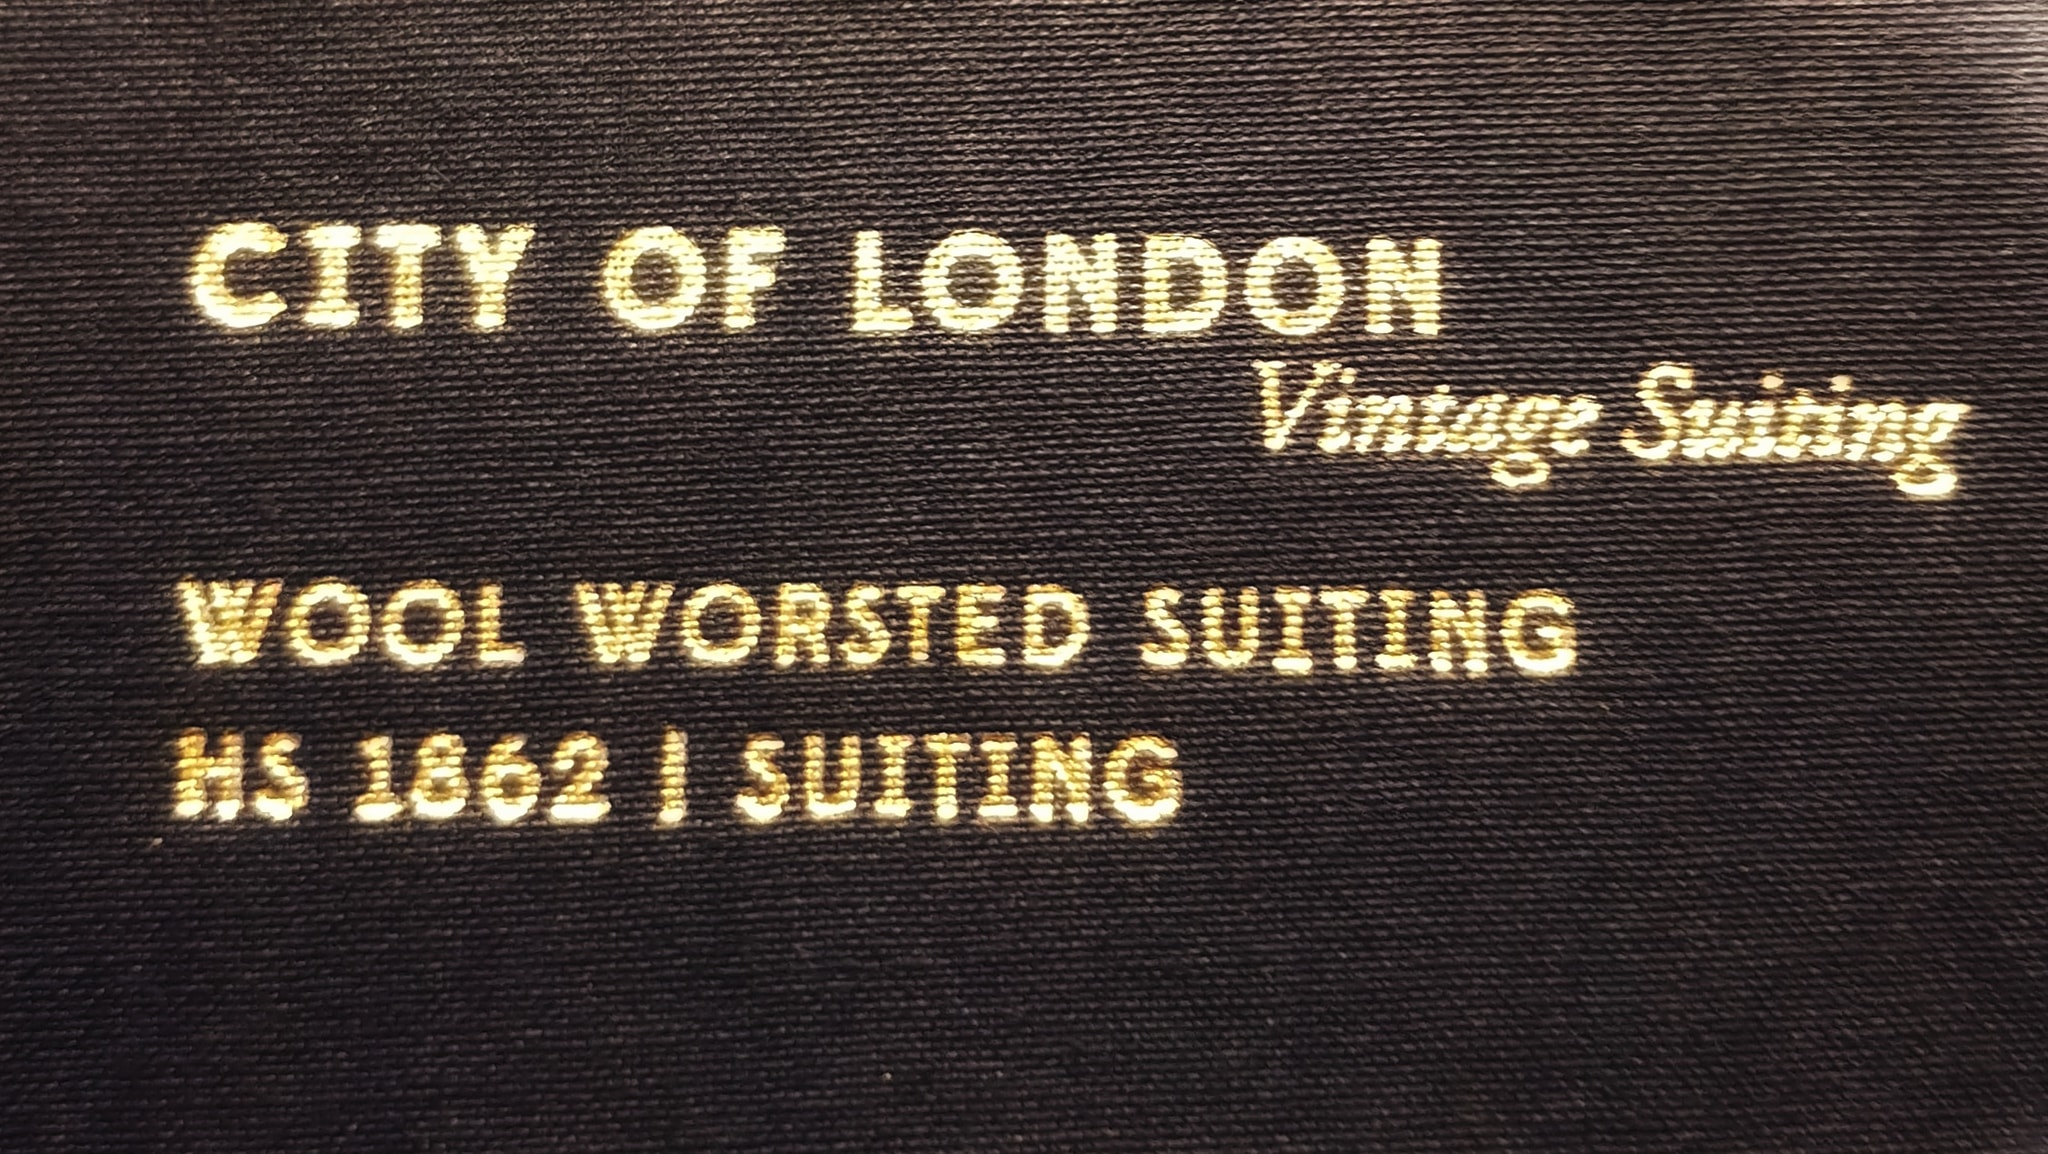 CITY OF LONDON
Vintage Suiting
WOOL WORSTED SUITING
HS 1862 | SUITING